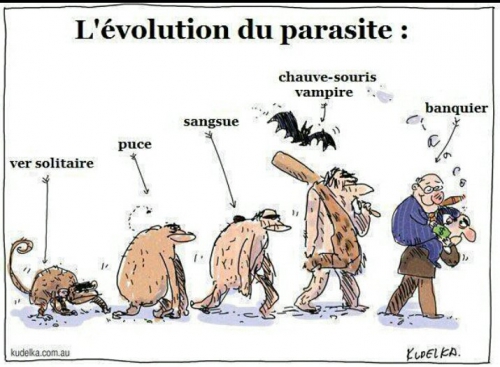 L'évolution du parasite :
chauve-souris
vampire
banquier
sangsue
puce
ver solitaire
kudelka.com.au
KUDELKA.